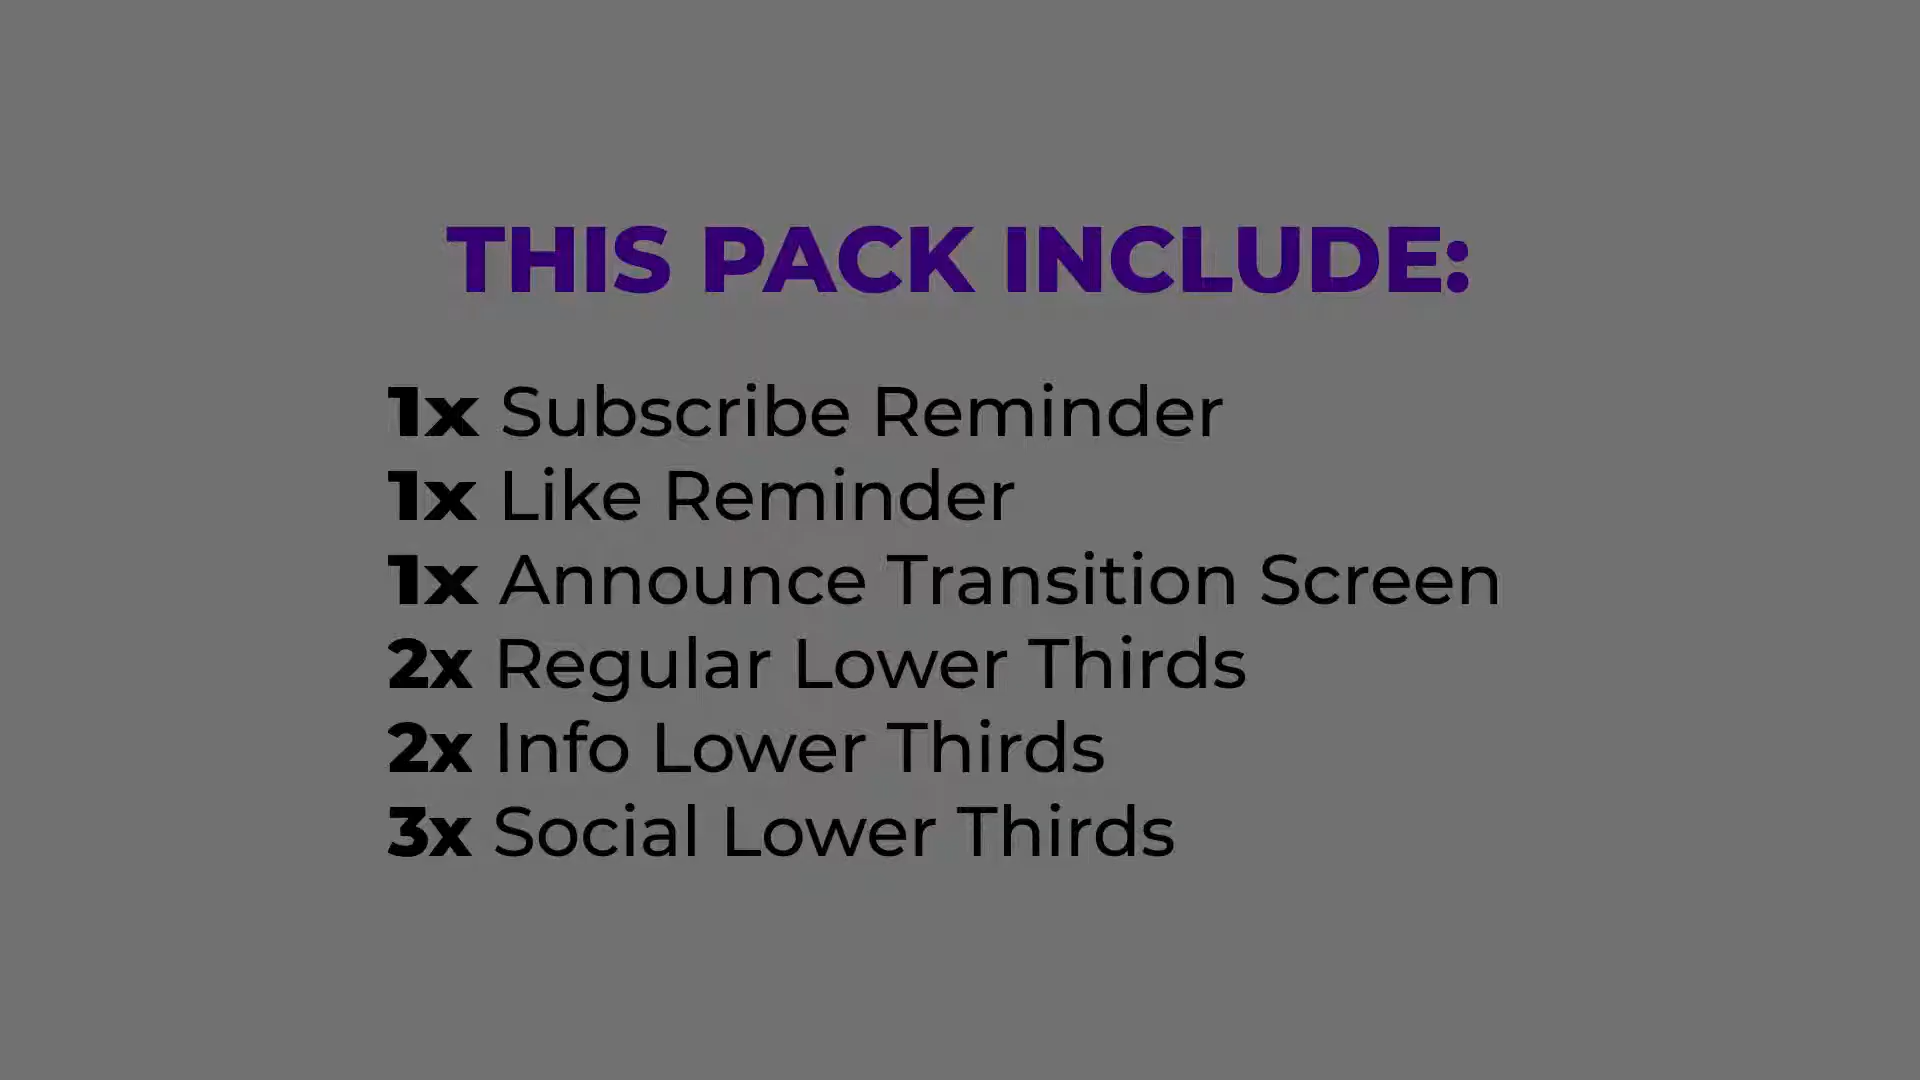 THIS PACK INCLUDE:
1x Subscribe Reminder
1x Like Reminder
1x Announce Transition Screen
2x Regular Lower Thirds
2x Info Lower Thirds
3x Social Lower Thirds